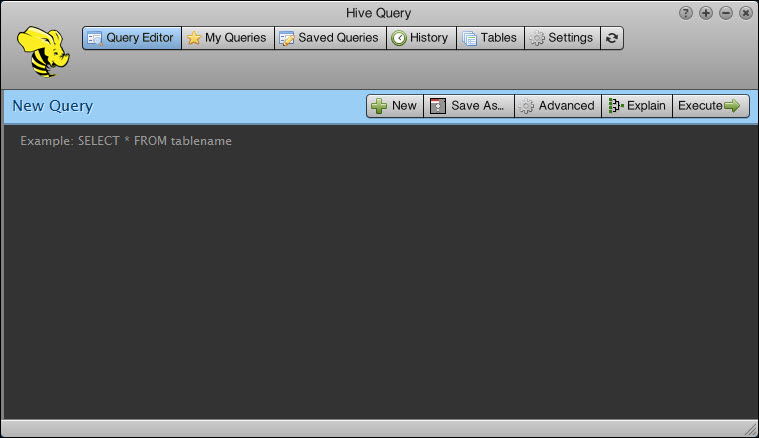 Hive Query
Query Editor My Queries Saved Queries History Tables Settings
New Query New Save As... Advanced Explain Execute
Example: SELECT * FROM tablename